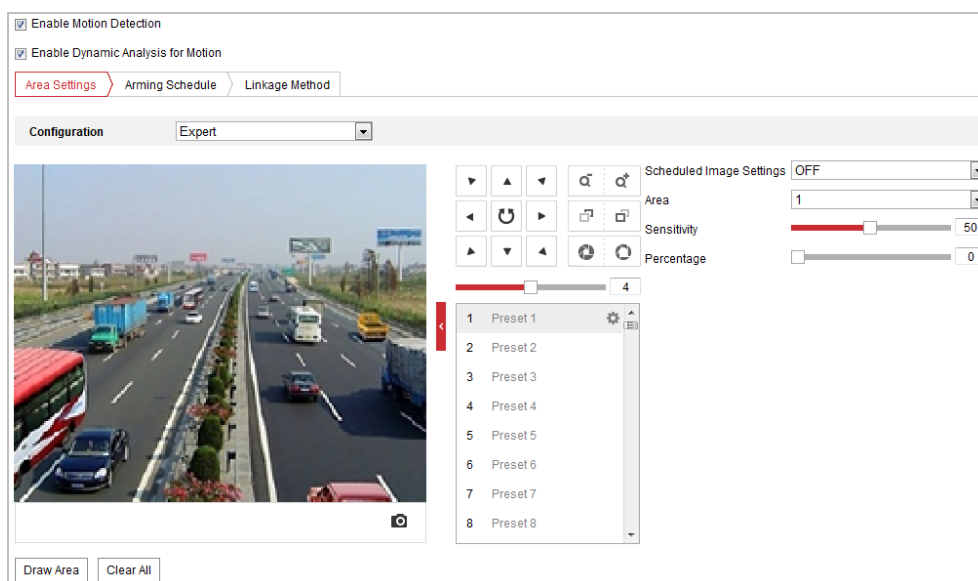 Enable Motion Detection
Enable Dynamic Analysis for Motion
Area Settings Arming Schedule Linkage Method
Configuration Expert
Scheduled Image Settings OFF
Area 1
Sensitivity 50
Percentage 0
4
1 Preset 1
2 Preset 2
3 Preset 3
4 Preset 4
5 Preset 5
6 Preset 6
7 Preset 7
8 Preset 8
Draw Area Clear All